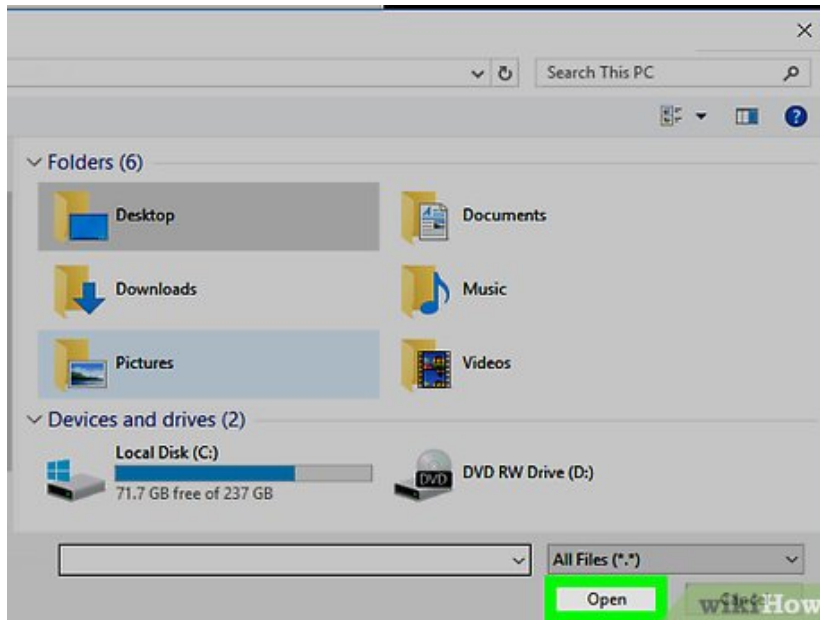 Search This PC
Folders (6)
Desktop
Documents
Downloads
Music
Pictures
Videos
Devices and drives (2)
Local Disk (C:)
71.7 GB free of 237 GB
DVD
DVD RW Drive (D:)
All Files (*.*)
Open
Cancel
wikiHow